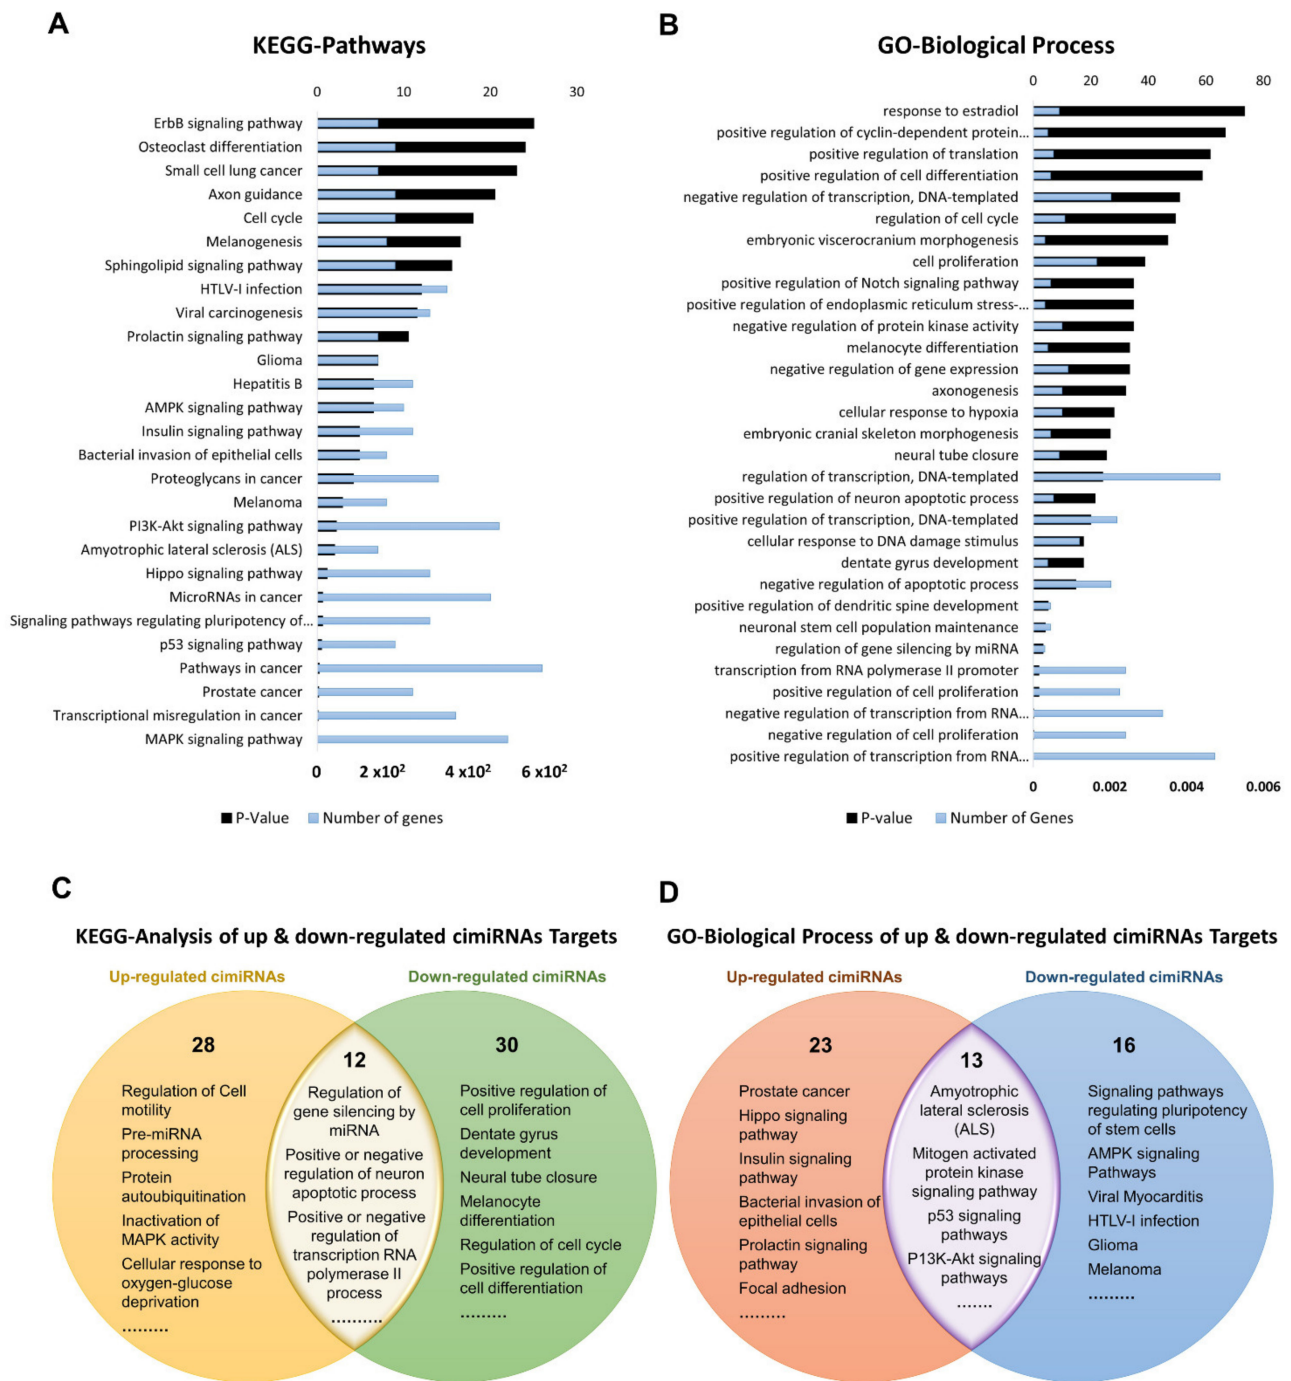 A
KEGG-Pathways
0 10 20 30
ErbB signaling pathway
Osteoclast differentiation
Small cell lung cancer
Axon guidance
Cell cycle
Melanogenesis
Sphingolipid signaling pathway
HTLV-I infection
Viral carcinogenesis
Prolactin signaling pathway
Glioma
Hepatitis B
AMPK signaling pathway
Insulin signaling pathway
Bacterial invasion of epithelial cells
Proteoglycans in cancer
Melanoma
PI3K-Akt signaling pathway
Amyotrophic lateral sclerosis (ALS)
Hippo signaling pathway
MicroRNAs in cancer
Signaling pathways regulating pluripotency of...
p53 signaling pathway
Pathways in cancer
Prostate cancer
Transcriptional misregulation in cancer
MAPK signaling pathway
0 2 x10² 4 x10² 6 x10²
P-Value Number of genes
B
GO-Biological Process
0 20 40 60 80
response to estradiol
positive regulation of cyclin-dependent protein...
positive regulation of translation
positive regulation of cell differentiation
negative regulation of transcription, DNA-templated
regulation of cell cycle
embryonic viscerocranium morphogenesis
cell proliferation
positive regulation of Notch signaling pathway
positive regulation of endoplasmic reticulum stress-...
negative regulation of protein kinase activity
melanocyte differentiation
negative regulation of gene expression
axonogenesis
cellular response to hypoxia
embryonic cranial skeleton morphogenesis
neural tube closure
regulation of transcription, DNA-templated
positive regulation of neuron apoptotic process
positive regulation of transcription, DNA-templated
cellular response to DNA damage stimulus
dentate gyrus development
negative regulation of apoptotic process
positive regulation of dendritic spine development
neuronal stem cell population maintenance
regulation of gene silencing by miRNA
transcription from RNA polymerase II promoter
positive regulation of cell proliferation
negative regulation of transcription from RNA...
negative regulation of cell proliferation
positive regulation of transcription from RNA...
0 0.002 0.004 0.006
P-value Number of Genes
C
KEGG-Analysis of up & down-regulated cimiRNAs Targets
Up-regulated cimiRNAs
Down-regulated cimiRNAs
28
Regulation of Cell
motility
Pre-miRNA
processing
Protein
autoubiquitination
Inactivation of
MAPK activity
Cellular response to
oxygen-glucose
deprivation
.........
12
Regulation of
gene silencing by
miRNA
Positive or negative
regulation of neuron
apoptotic process
Positive or negative
regulation of
transcription RNA
polymerase II
process
..........
30
Positive regulation of
cell proliferation
Dentate gyrus
development
Neural tube closure
Melanocyte
differentiation
Regulation of cell cycle
Positive regulation of
cell differentiation
.........
D
GO-Biological Process of up & down-regulated cimiRNAs Targets
Up-regulated cimiRNAs
Down-regulated cimiRNAs
23
Prostate cancer
Hippo signaling
pathway
Insulin signaling
pathway
Bacterial invasion of
epithelial cells
Prolactin signaling
pathway
Focal adhesion
.........
13
Amyotrophic
lateral sclerosis
(ALS)
Mitogen activated
protein kinase
signaling pathway
p53 signaling
pathways
P13K-Akt signaling
pathways
.......
16
Signaling pathways
regulating pluripotency
of stem cells
AMPK signaling
Pathways
Viral Myocarditis
HTLV-I infection
Glioma
Melanoma
.........